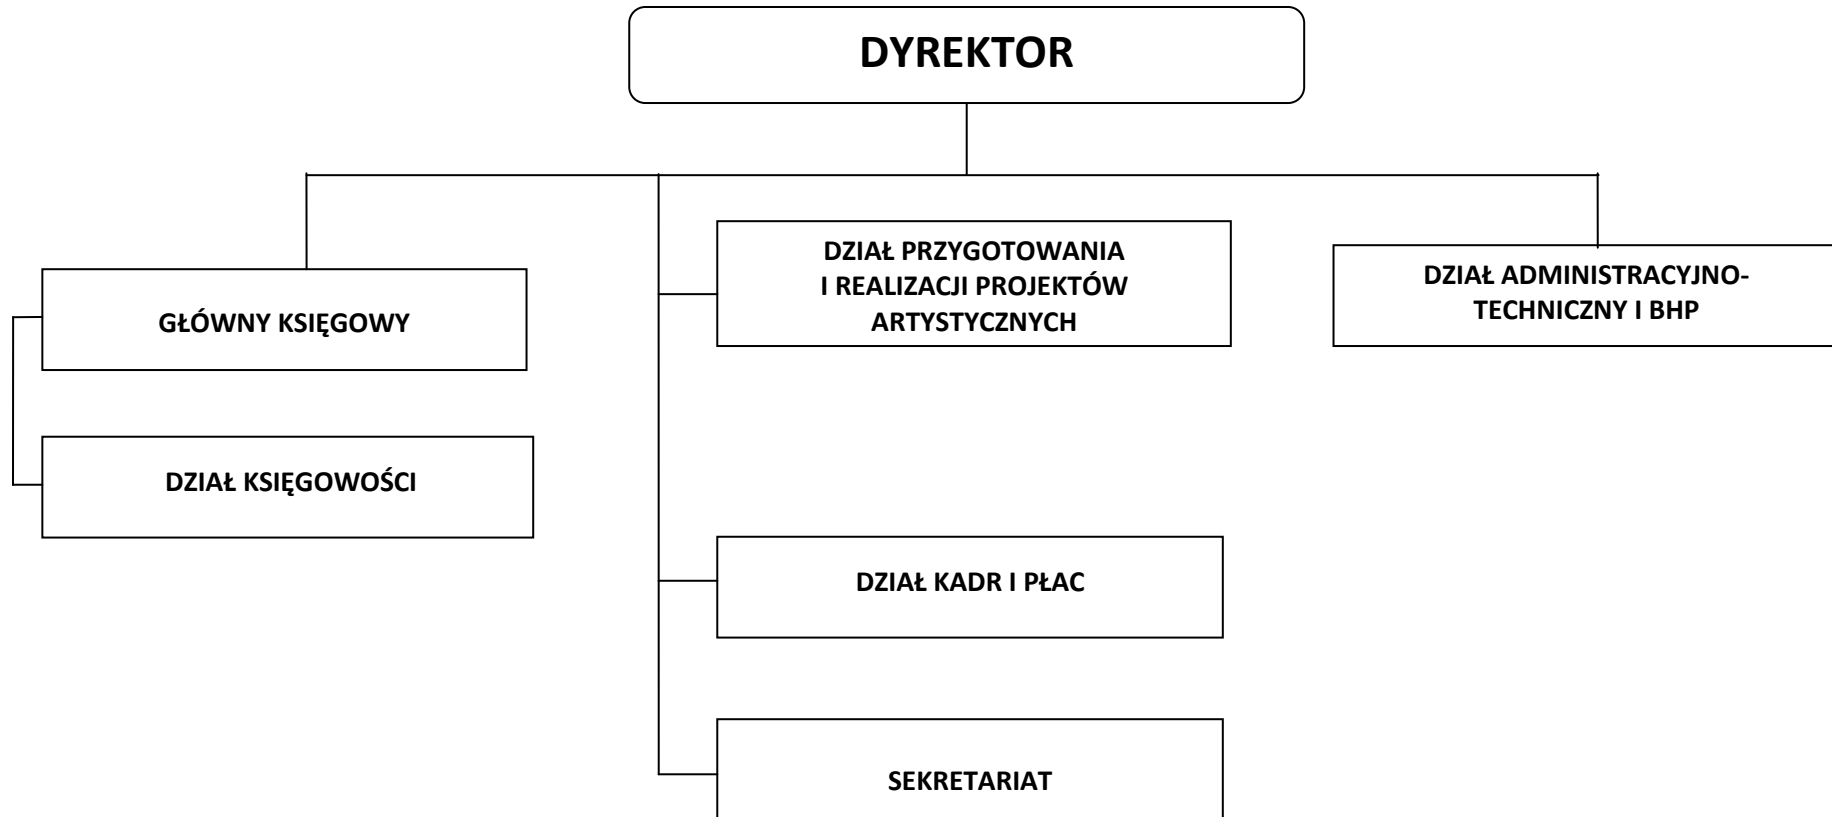 DYREKTOR
DZIAŁ PRZYGOTOWANIA
I REALIZACJI PROJEKTÓW
ARTYSTYCZNYCH
DZIAŁ ADMINISTRACYJNO-
TECHNICZNY I BHP
GŁÓWNY KSIĘGOWY
DZIAŁ KSIĘGOWOŚCI
DZIAŁ KADR I PŁAC
SEKRETARIAT